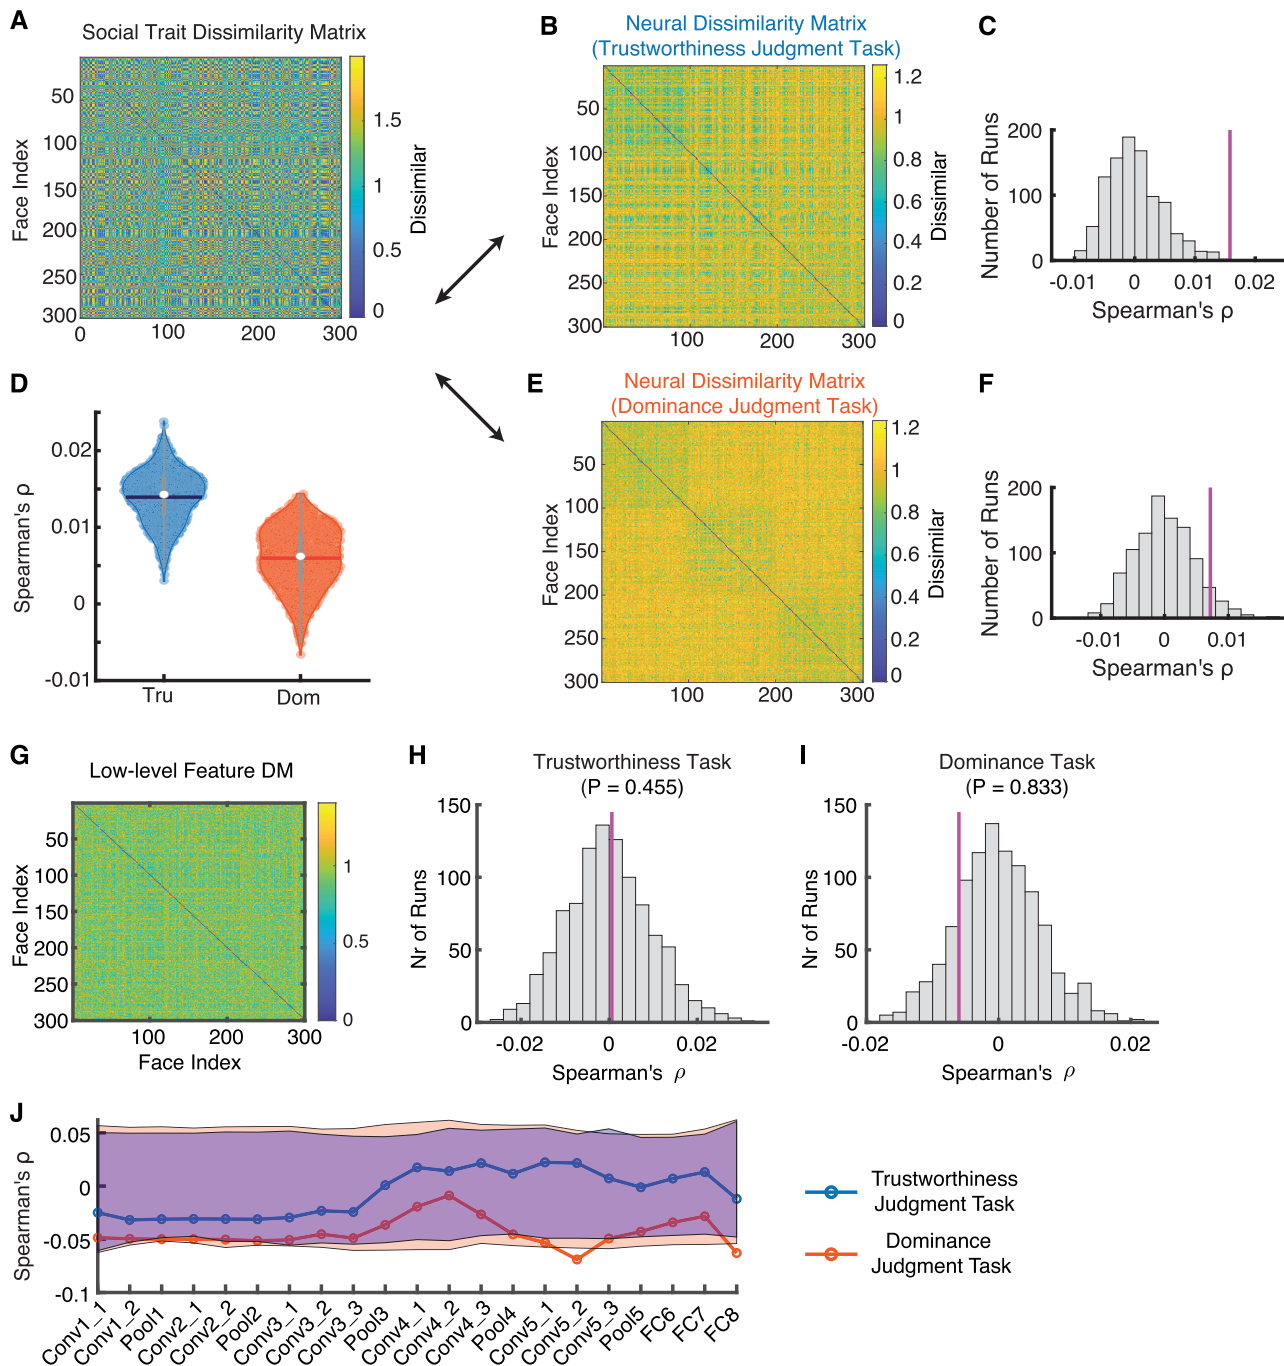 A
Social Trait Dissimilarity Matrix
50
100
150
200
250
300
0
100
200
300
Face Index
1.5
1
0.5
0
Dissimilar
B
Neural Dissimilarity Matrix
(Trustworthiness Judgment Task)
50
100
150
200
250
300
100
200
300
Face Index
1.2
1
0.8
0.6
0.4
0.2
0
Dissimilar
C
200
100
0
-0.01
0
0.01
0.02
Number of Runs
Spearman's ρ
D
0.02
0.01
0
-0.01
Spearman's ρ
Tru
Dom
E
Neural Dissimilarity Matrix
(Dominance Judgment Task)
50
100
150
200
250
300
100
200
300
Face Index
1.2
1
0.8
0.6
0.4
0.2
0
Dissimilar
F
200
100
0
-0.01
0
0.01
Number of Runs
Spearman's ρ
G
Low-level Feature DM
50
100
150
200
250
300
100
200
300
Face Index
Face Index
1
0.5
0
H
Trustworthiness Task
(P = 0.455)
150
100
50
0
-0.02
0
0.02
Nr of Runs
Spearman's ρ
I
Dominance Task
(P = 0.833)
150
100
50
0
-0.02
0
0.02
Nr of Runs
Spearman's ρ
J
0.05
0
-0.05
-0.1
Spearman's ρ
Conv1_1
Conv1_2
Pool1
Conv2_1
Conv2_2
Pool2
Conv3_1
Conv3_2
Conv3_3
Pool3
Conv4_1
Conv4_2
Conv4_3
Pool4
Conv5_1
Conv5_2
Conv5_3
Pool5
FC6
FC7
FC8
Trustworthiness
Judgment Task
Dominance
Judgment Task